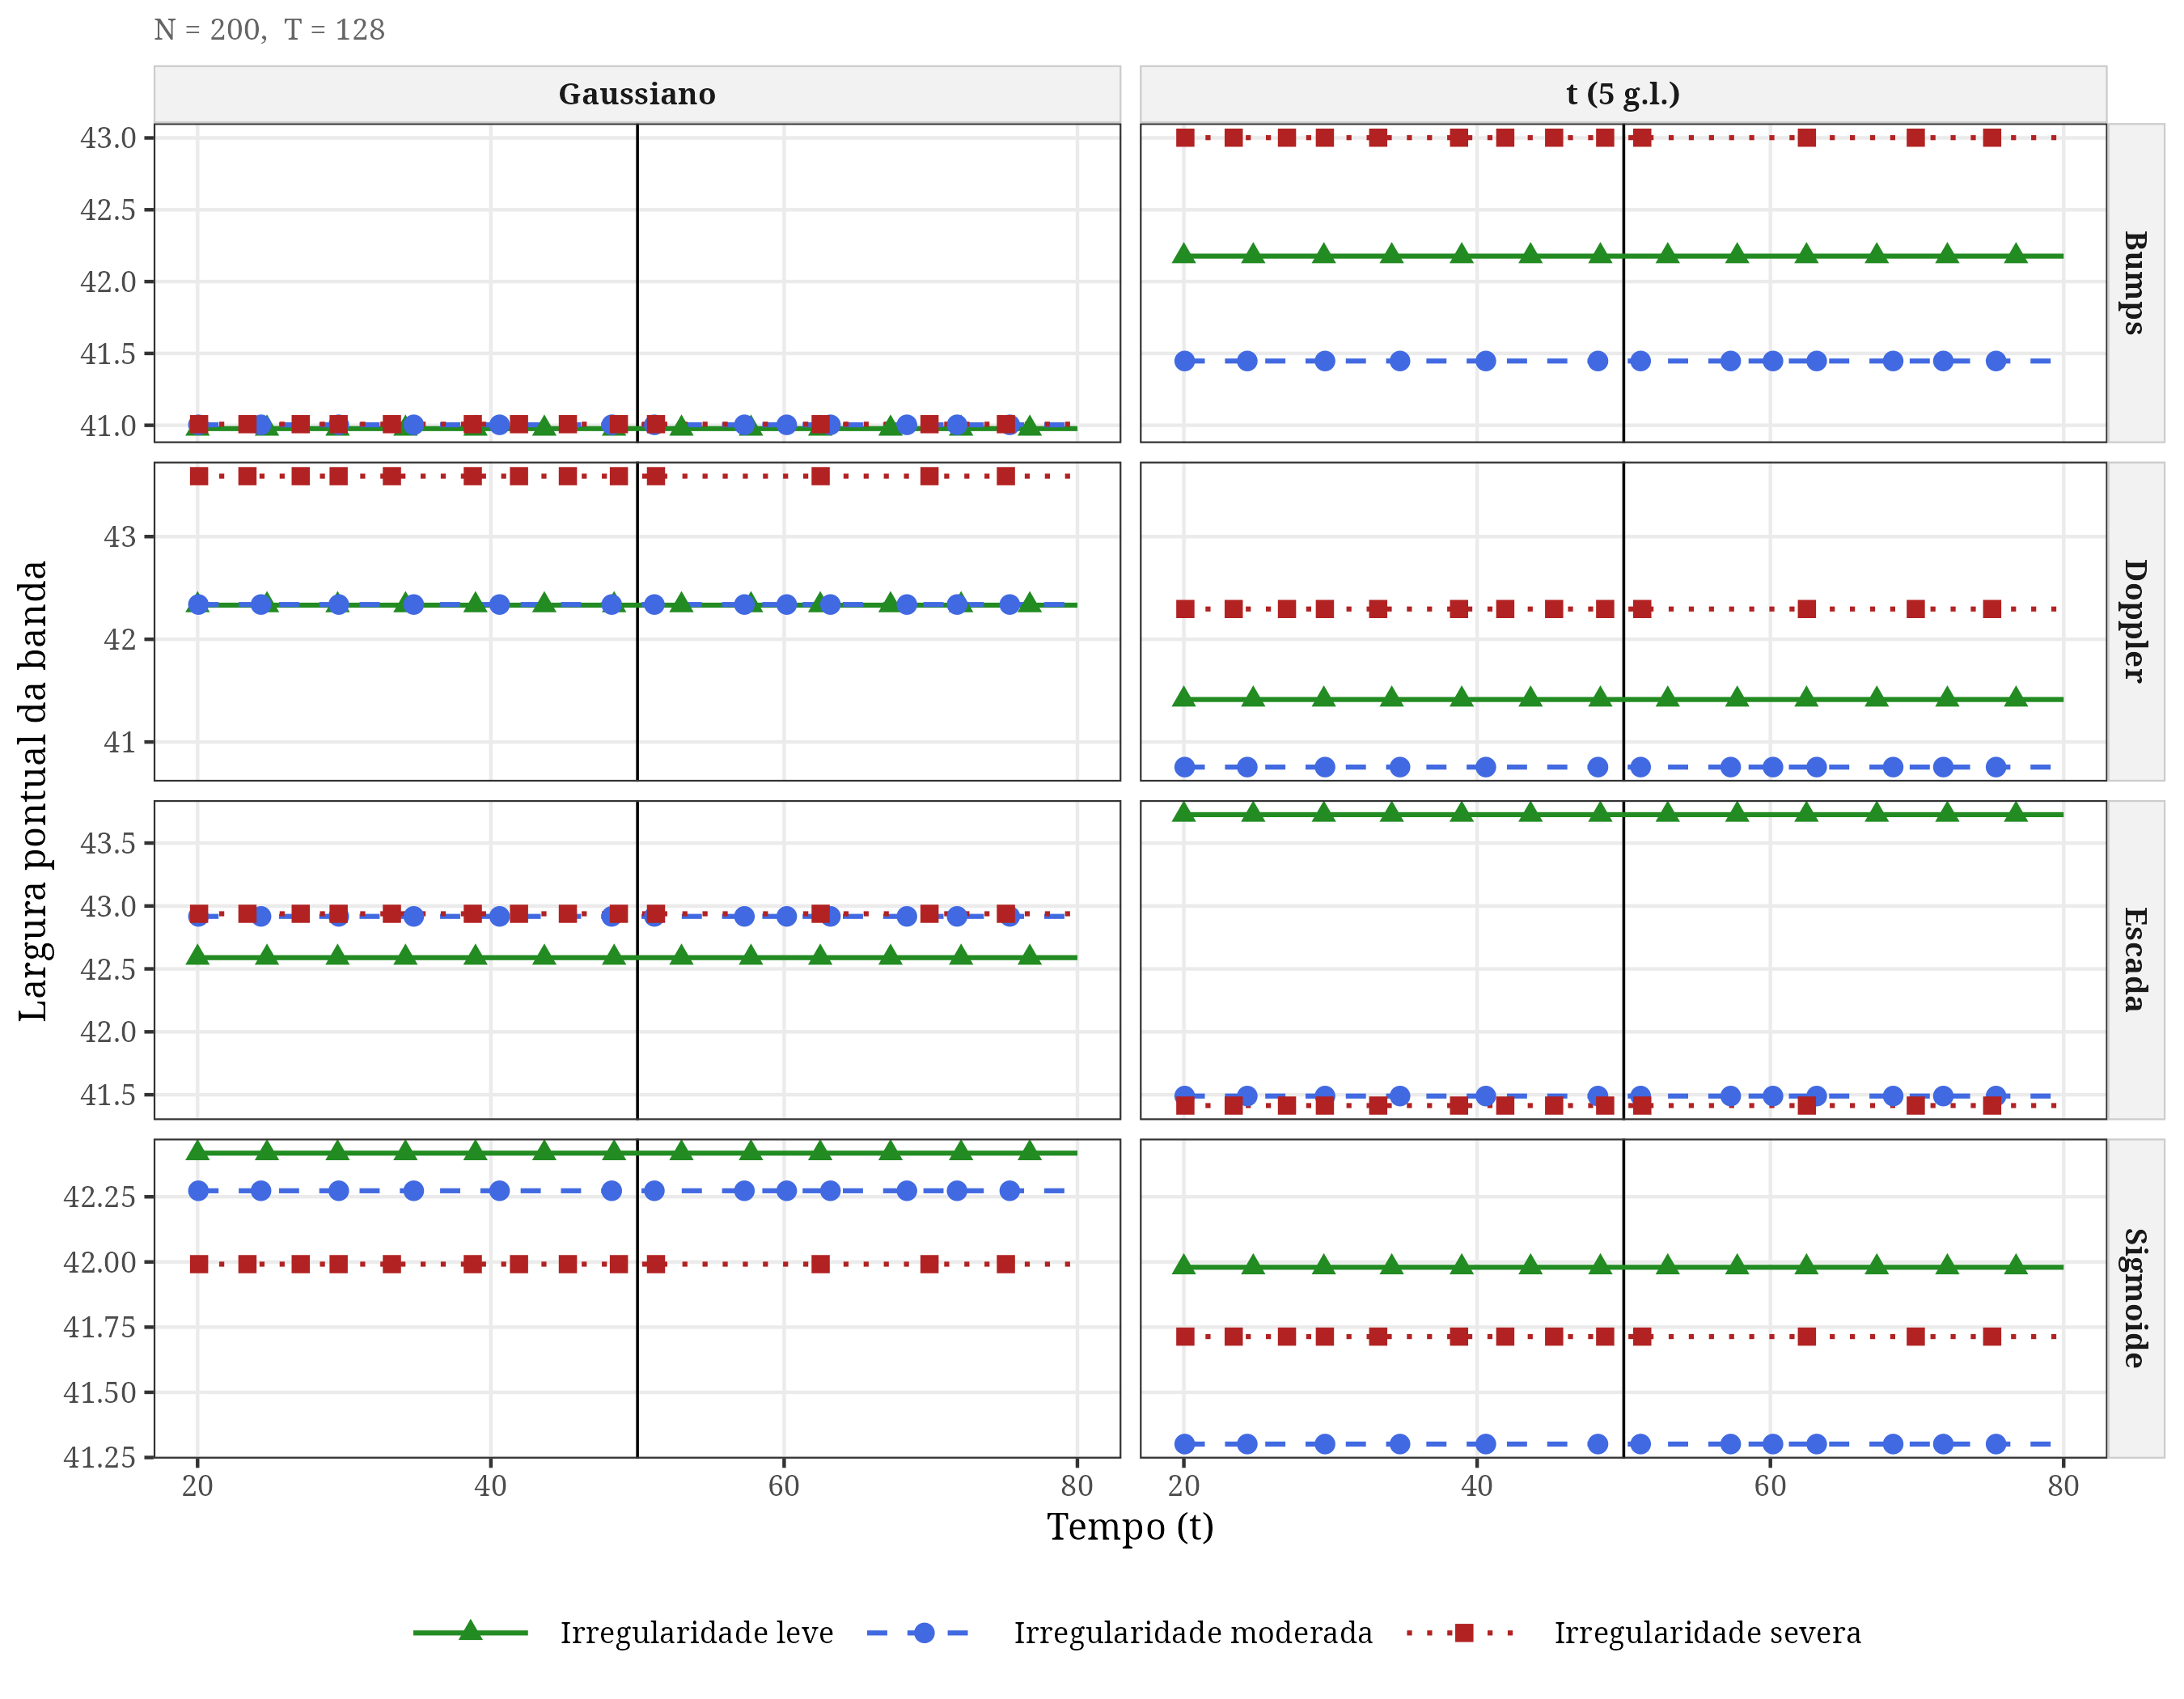 N = 200,  T = 128
Gaussiano
t (5 g.l.)
43.0
42.5
42.0
41.5
41.0
Bumps
43
42
41
Doppler
43.5
43.0
42.5
42.0
41.5
Escada
42.25
42.00
41.75
41.50
41.25
Sigmoide
Largura pontual da banda
20 40 60 80 20 40 60 80
Tempo (t)
Irregularidade leve Irregularidade moderada Irregularidade severa